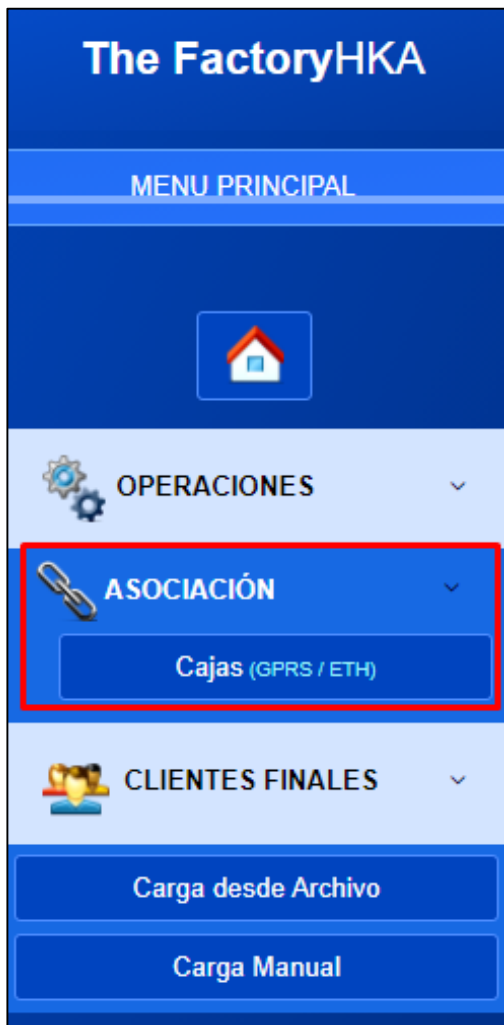 The FactoryHKA
MENU PRINCIPAL
OPERACIONES
ASOCIACIÓN
Cajas (GPRS / ETH)
CLIENTES FINALES
Carga desde Archivo
Carga Manual